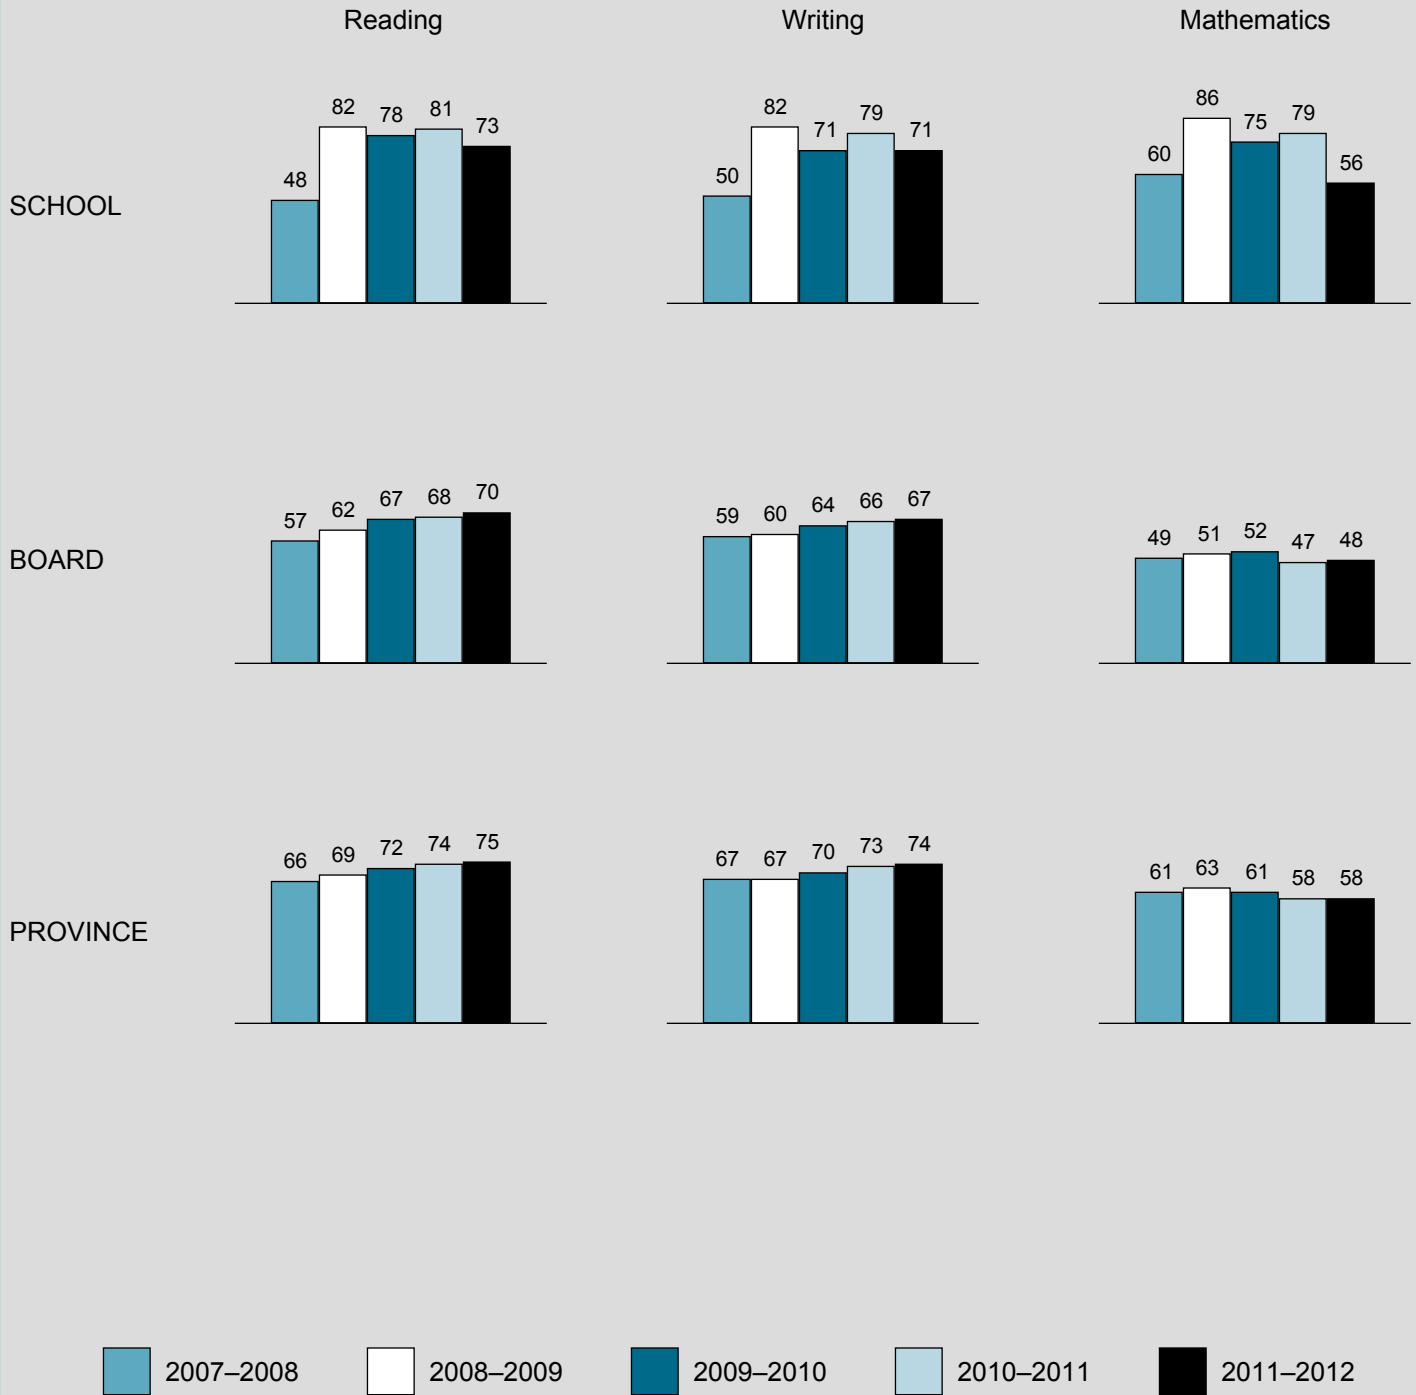 Reading Writing Mathematics
SCHOOL
48 82 78 81 73
50 82 71 79 71
60 86 75 79 56
BOARD
57 62 67 68 70
59 60 64 66 67
49 51 52 47 48
PROVINCE
66 69 72 74 75
67 67 70 73 74
61 63 61 58 58
2007–2008 2008–2009 2009–2010 2010–2011 2011–2012